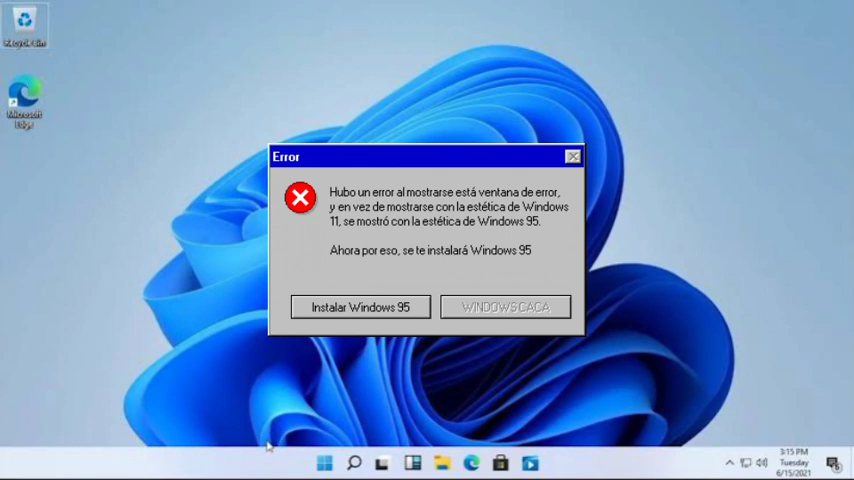 Recycle Bin
Microsoft
Edge
Error
Hubo un error al mostrarse está ventana de error,
y en vez de mostrarse con la estética de Windows
11, se mostró con la estética de Windows 95.
Ahora por eso, se te instalará Windows 95
Instalar Windows 95
WINDOWS CACA
3:15 PM
Tuesday
6/15/2021